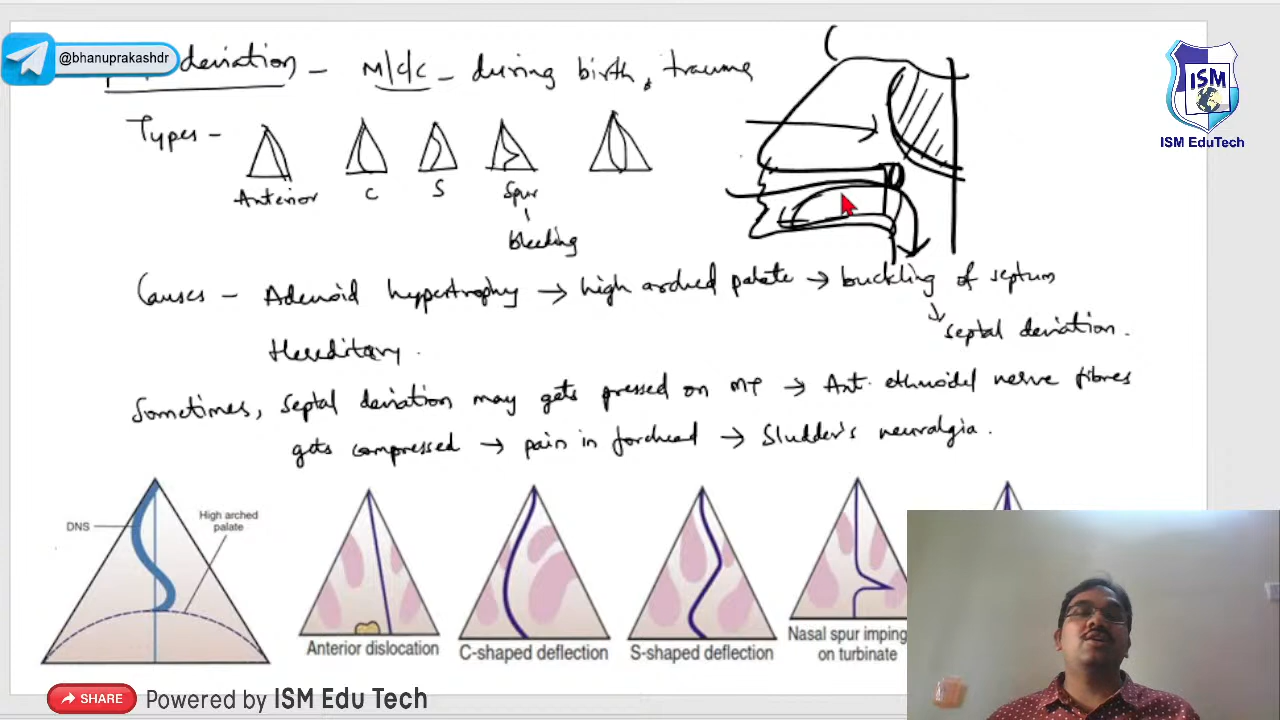 @bhanuprakashdr
deviation – M/C/C – during birth, trauma
ISM
ISM EduTech
Types –
Anterior C S Spur
bleeding
Causes – Adenoid hypertrophy → high arched palate → buckling of septum
septal deviation.
Hereditary.
Sometimes, Septal deviation may gets pressed on MT → Ant. ethmoidal nerve fibres
gets compressed → pain in forehead → Sludder's neuralgia.
DNS
High arched
palate
Anterior dislocation
C-shaped deflection
S-shaped deflection
Nasal spur imping
on turbinate
SHARE
Powered by ISM Edu Tech